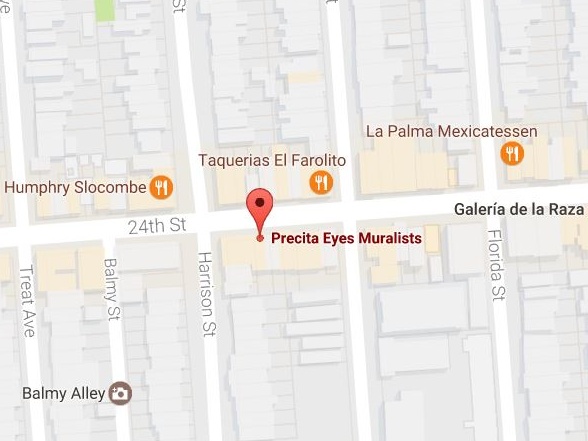 St
La Palma Mexicatessen
Taquerias El Farolito
Humphry Slocombe
24th St
Galería de la Raza
Precita Eyes Muralists
Treat Ave
Balmy St
Harrison St
Florida St
Balmy Alley